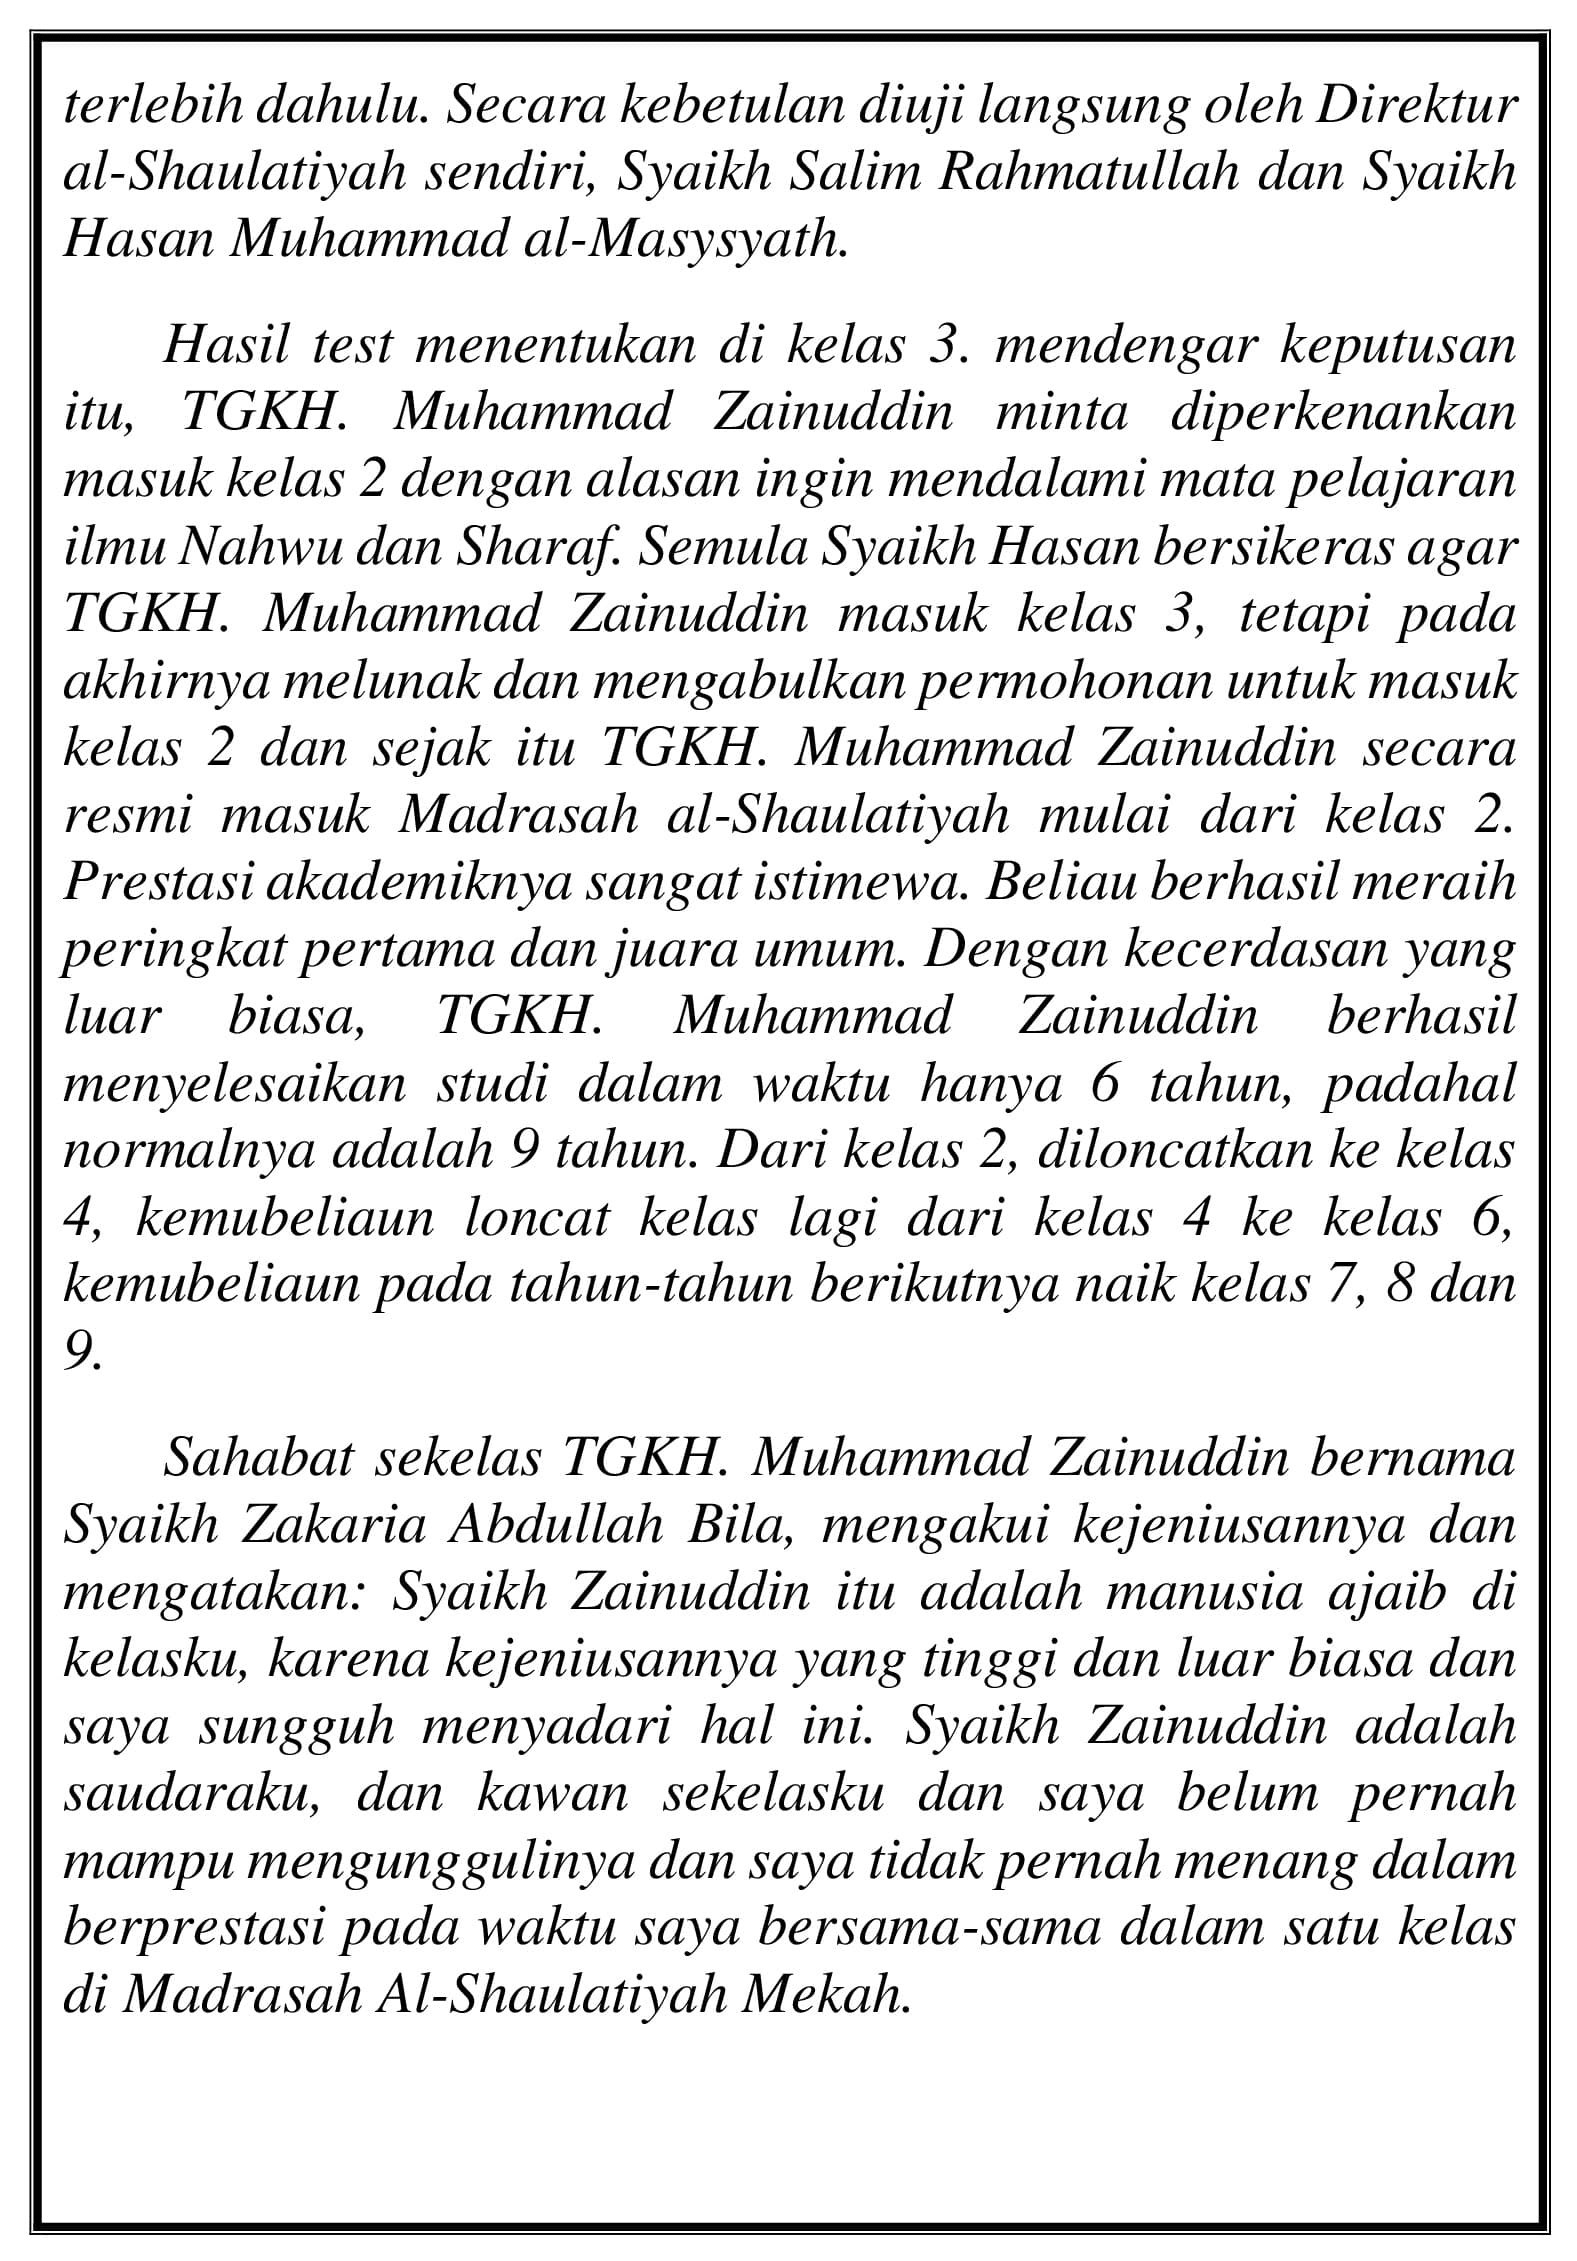 terlebih dahulu. Secara kebetulan diuji langsung oleh Direktur
al-Shaulatiyah sendiri, Syaikh Salim Rahmatullah dan Syaikh
Hasan Muhammad al-Masysyath.
Hasil test menentukan di kelas 3. mendengar keputusan
itu, TGKH. Muhammad Zainuddin minta diperkenankan
masuk kelas 2 dengan alasan ingin mendalami mata pelajaran
ilmu Nahwu dan Sharaf. Semula Syaikh Hasan bersikeras agar
TGKH. Muhammad Zainuddin masuk kelas 3, tetapi pada
akhirnya melunak dan mengabulkan permohonan untuk masuk
kelas 2 dan sejak itu TGKH. Muhammad Zainuddin secara
resmi masuk Madrasah al-Shaulatiyah mulai dari kelas 2.
Prestasi akademiknya sangat istimewa. Beliau berhasil meraih
peringkat pertama dan juara umum. Dengan kecerdasan yang
luar biasa, TGKH. Muhammad Zainuddin berhasil
menyelesaikan studi dalam waktu hanya 6 tahun, padahal
normalnya adalah 9 tahun. Dari kelas 2, diloncatkan ke kelas
4, kemubeliaun loncat kelas lagi dari kelas 4 ke kelas 6,
kemubeliaun pada tahun-tahun berikutnya naik kelas 7, 8 dan
9.
Sahabat sekelas TGKH. Muhammad Zainuddin bernama
Syaikh Zakaria Abdullah Bila, mengakui kejeniusannya dan
mengatakan: Syaikh Zainuddin itu adalah manusia ajaib di
kelasku, karena kejeniusannya yang tinggi dan luar biasa dan
saya sungguh menyadari hal ini. Syaikh Zainuddin adalah
saudaraku, dan kawan sekelasku dan saya belum pernah
mampu mengunggulinya dan saya tidak pernah menang dalam
berprestasi pada waktu saya bersama-sama dalam satu kelas
di Madrasah Al-Shaulatiyah Mekah.